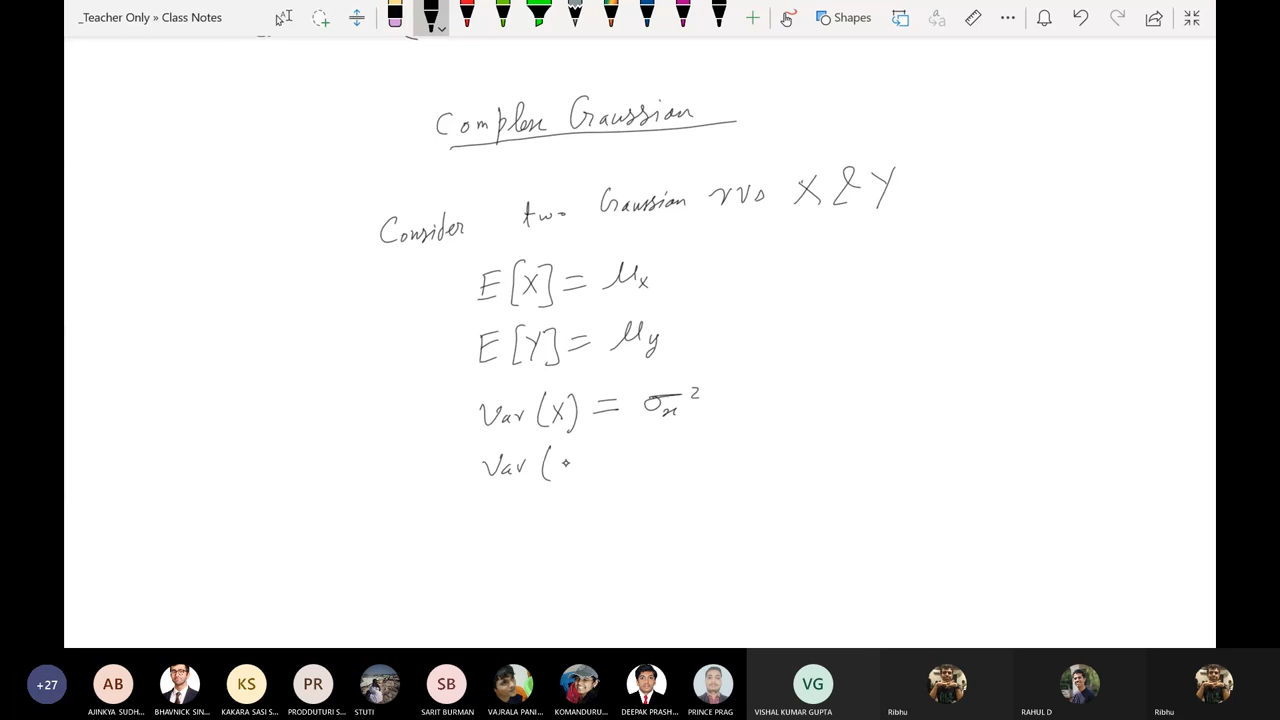 _Teacher Only » Class Notes
Shapes
Complex Gaussian
Consider two Gaussian rvs X & Y
E[X] = μx
E[Y] = μy
Var(X) = σx²
Var(
+27
AB
KS
PR
SB
VG
AJINKYA SUDH...
BHAVNICK SIN...
KAKARA SASI S...
PRODDUTURI S...
STUTI
SARIT BURMAN
VAJRALA PANI...
KOMANDURU...
DEEPAK PRASH...
PRINCE PRAG
VISHAL KUMAR GUPTA
Ribhu
RAHUL D
Ribhu